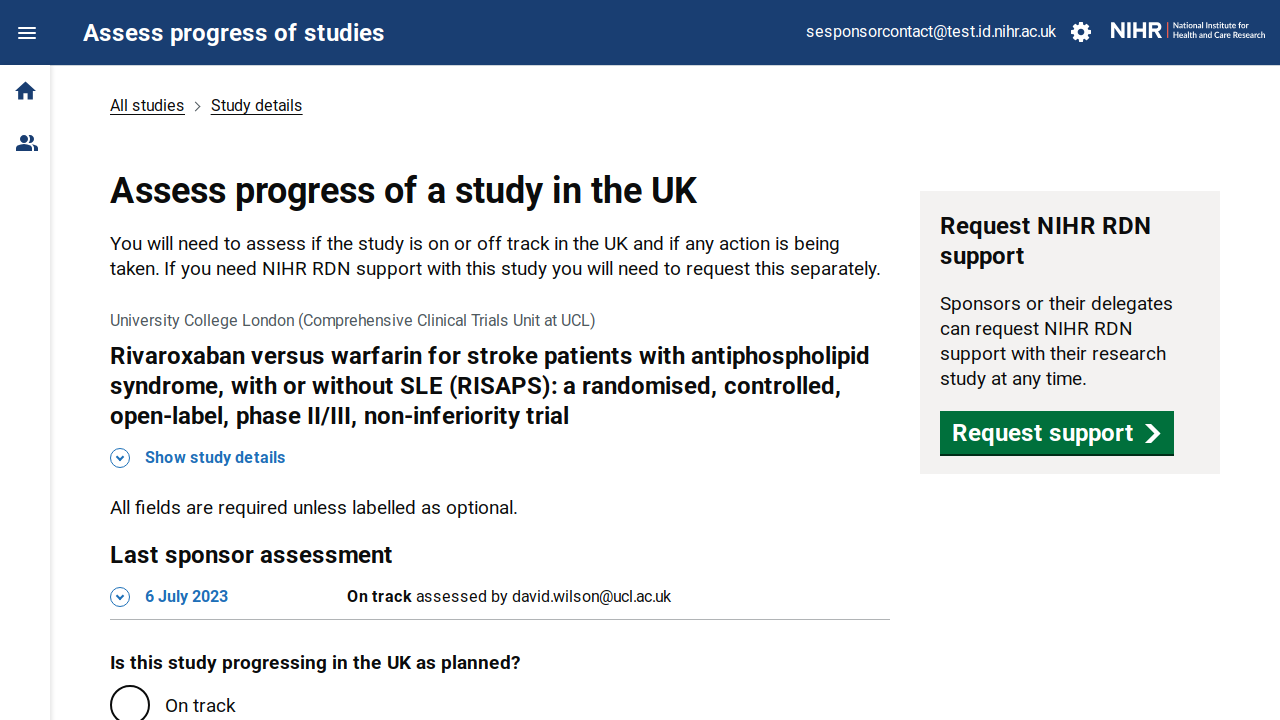 Assess progress of studies
sesponsorcontact@test.id.nihr.ac.uk
NIHR
National Institute for
Health and Care Research
All studies
Study details
Assess progress of a study in the UK
You will need to assess if the study is on or off track in the UK and if any action is being
taken. If you need NIHR RDN support with this study you will need to request this separately.
University College London (Comprehensive Clinical Trials Unit at UCL)
Rivaroxaban versus warfarin for stroke patients with antiphospholipid
syndrome, with or without SLE (RISAPS): a randomised, controlled,
open-label, phase II/III, non-inferiority trial
Show study details
All fields are required unless labelled as optional.
Last sponsor assessment
6 July 2023
On track assessed by david.wilson@ucl.ac.uk
Is this study progressing in the UK as planned?
On track
Request NIHR RDN
support
Sponsors or their delegates
can request NIHR RDN
support with their research
study at any time.
Request support